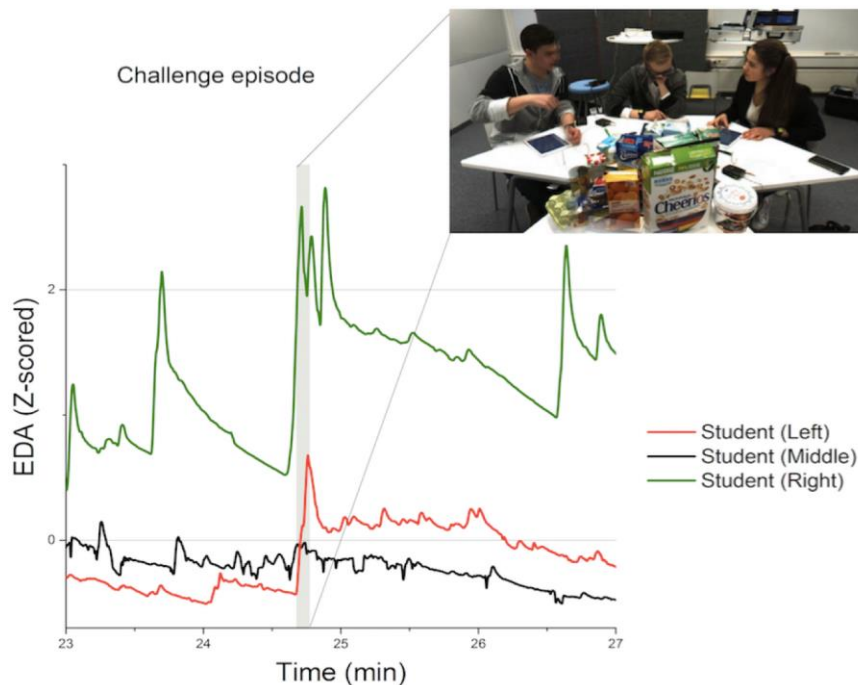 Challenge episode
Cheerios
EDA (Z-scored)
2
0
23
24
25
26
27
Time (min)
Student (Left)
Student (Middle)
Student (Right)